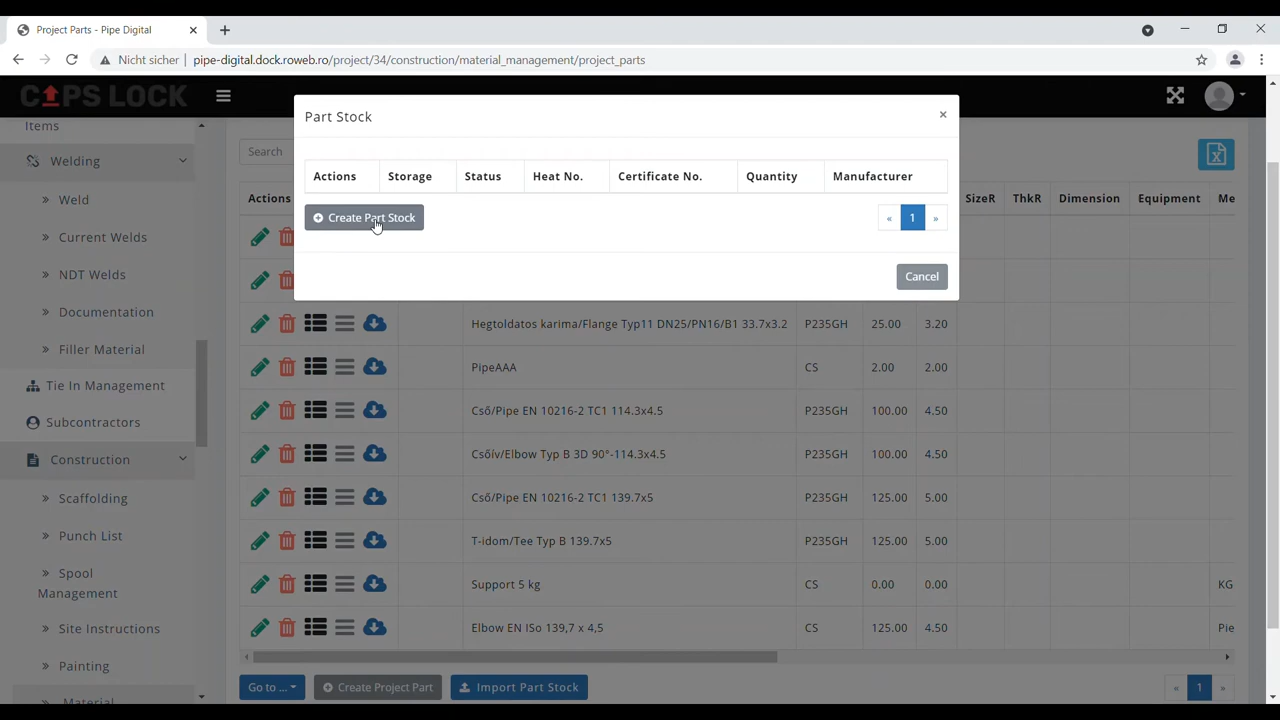 Project Parts - Pipe Digital
Nicht sicher | pipe-digital.dock.roweb.ro/project/34/construction/material_management/project_parts
CAPS LOCK
Part Stock
×
Items
Welding
Weld
Current Welds
NDT Welds
Documentation
Filler Material
Tie In Management
Subcontractors
Construction
Scaffolding
Punch List
Spool
Management
Site Instructions
Painting
Material
Search
Actions Storage Status Heat No. Certificate No. Quantity Manufacturer
Create Part Stock
« 1 »
Cancel
Actions SizeR ThkR Dimension Equipment Me
Hegtoldatos karima/Flange Typ11 DN25/PN16/B1 33.7x3.2 P235GH 25.00 3.20
PipeAAA CS 2.00 2.00
Cső/Pipe EN 10216-2 TC1 114.3x4.5 P235GH 100.00 4.50
Csőív/Elbow Typ B 3D 90°-114.3x4.5 P235GH 100.00 4.50
Cső/Pipe EN 10216-2 TC1 139.7x5 P235GH 125.00 5.00
T-idom/Tee Typ B 139.7x5 P235GH 125.00 5.00
Support 5 kg CS 0.00 0.00 KG
Elbow EN ISo 139,7 x 4,5 CS 125.00 4.50 Pie
Go to ... Create Project Part Import Part Stock « 1 »